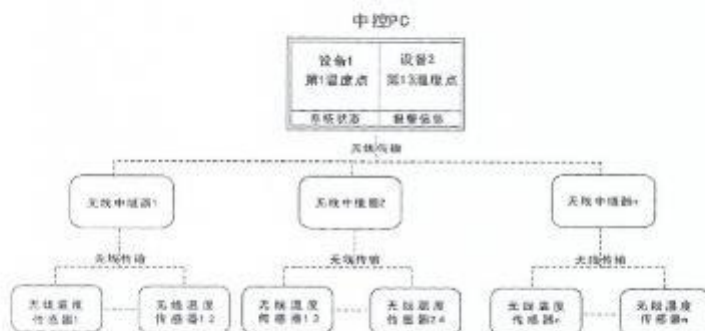 中控PC
设备1
设备2
第1温度点
第13温度点
系统状态
报警信息
无线传输
无线中继器1
无线中继器2
无线中继器n
无线传输
无线传输
无线传输
无线温度
传感器1
无线温度
传感器12
无线温度
传感器13
无线温度
传感器24
无线温度
传感器n
无线温度
传感器m